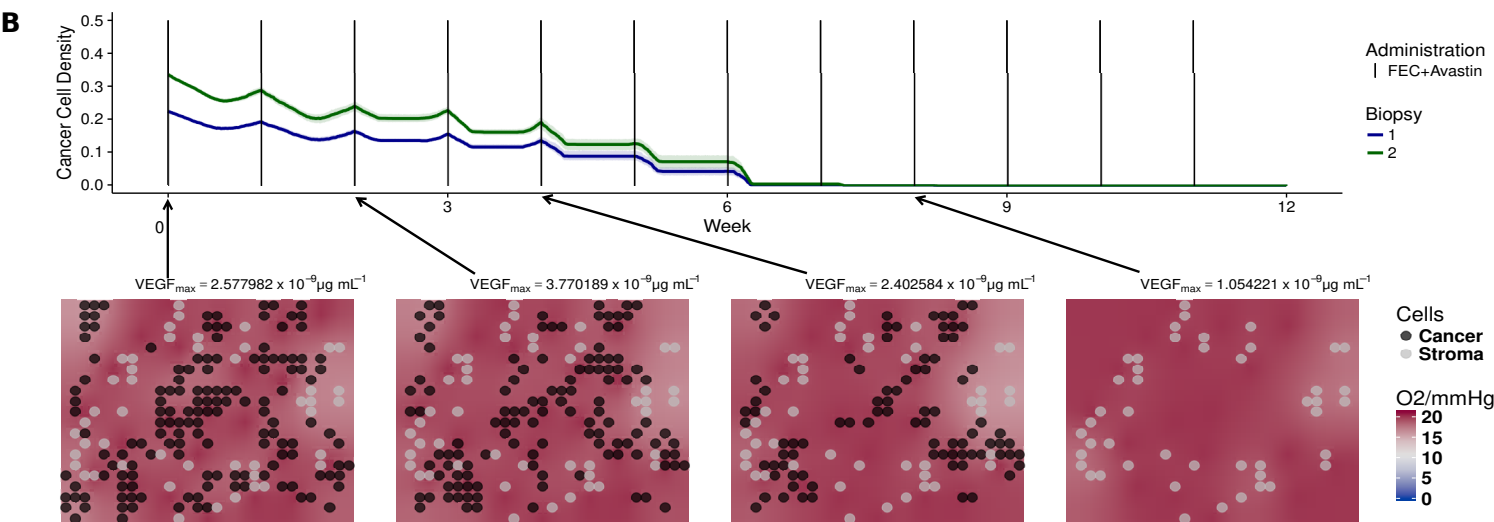 B
Cancer Cell Density
0.5
0.4
0.3
0.2
0.1
0.0
0
3
6
9
12
Week
Administration
FEC+Avastin
Biopsy
1
2
VEGFmax = 2.577982 x 10⁻⁹µg mL⁻¹
VEGFmax = 3.770189 x 10⁻⁹µg mL⁻¹
VEGFmax = 2.402584 x 10⁻⁹µg mL⁻¹
VEGFmax = 1.054221 x 10⁻⁹µg mL⁻¹
Cells
Cancer
Stroma
O2/mmHg
20
15
10
5
0